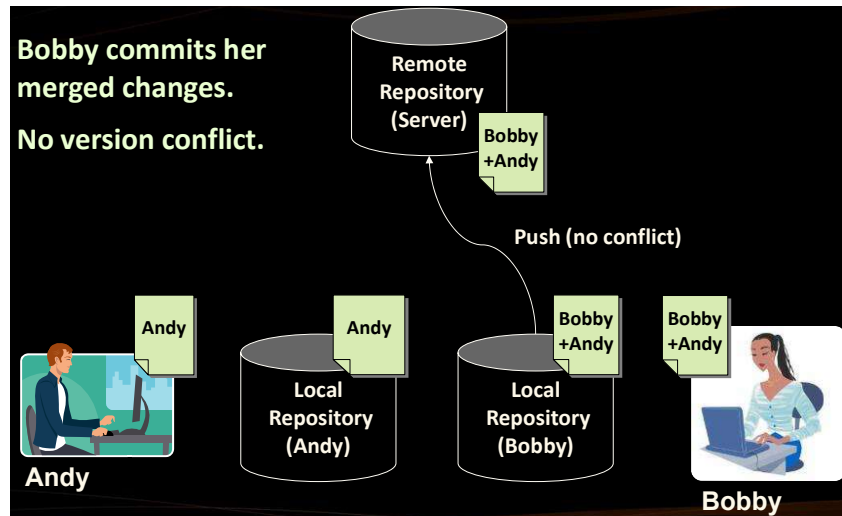 Bobby commits her
merged changes.
No version conflict.
Remote
Repository
(Server)
Bobby
+Andy
Push (no conflict)
Andy
Andy
Bobby
+Andy
Bobby
+Andy
Local
Repository
(Andy)
Local
Repository
(Bobby)
Andy
Bobby